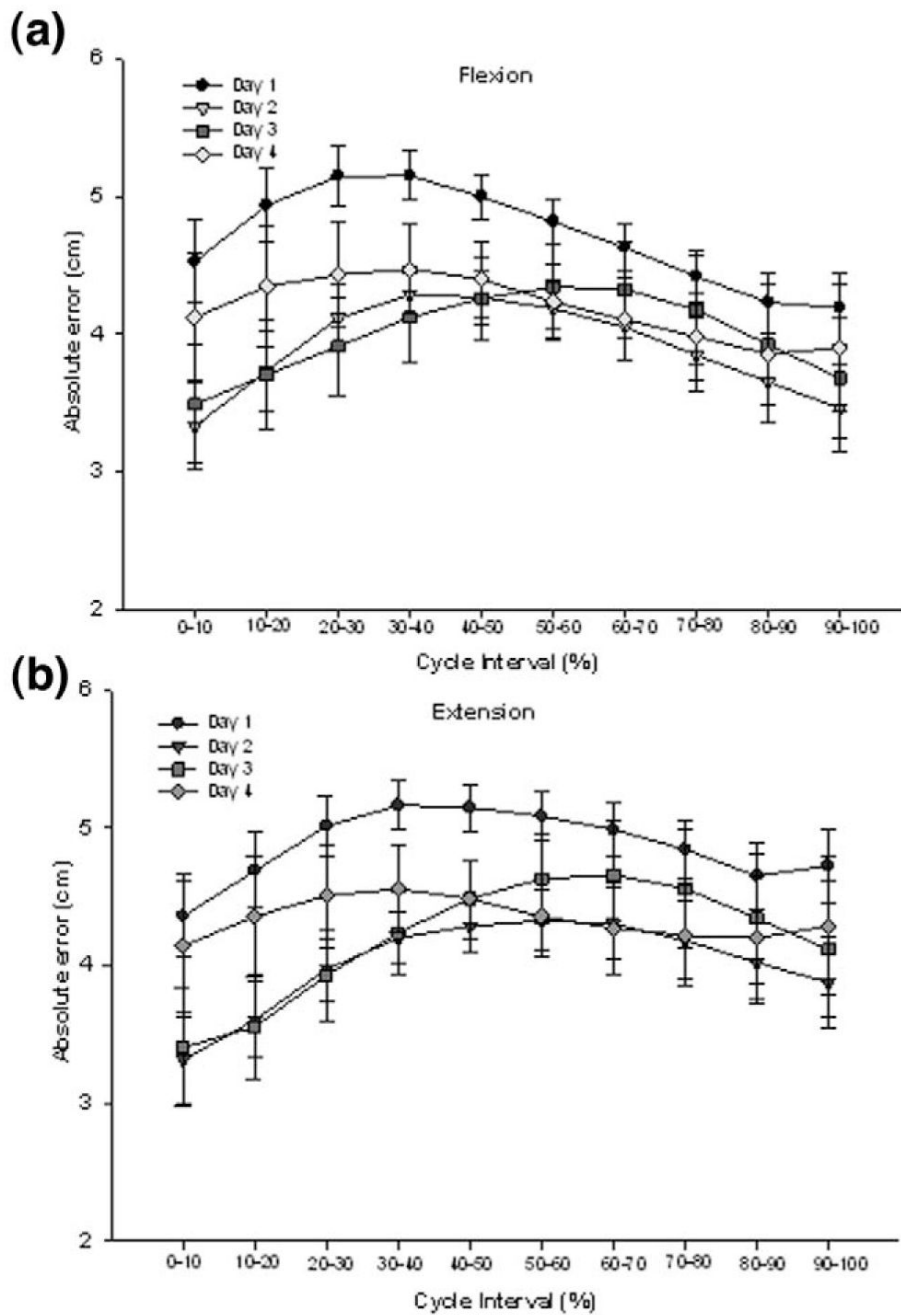 (a)
Flexion
Day 1
Day 2
Day 3
Day 4
6
5
4
3
2
Absolute error (cm)
0-10 10-20 20-30 30-40 40-50 50-60 60-70 70-80 80-90 90-100
Cycle Interval (%)
(b)
Extension
Day 1
Day 2
Day 3
Day 4
6
5
4
3
2
Absolute error (cm)
0-10 10-20 20-30 30-40 40-50 50-60 60-70 70-80 80-90 90-100
Cycle Interval (%)